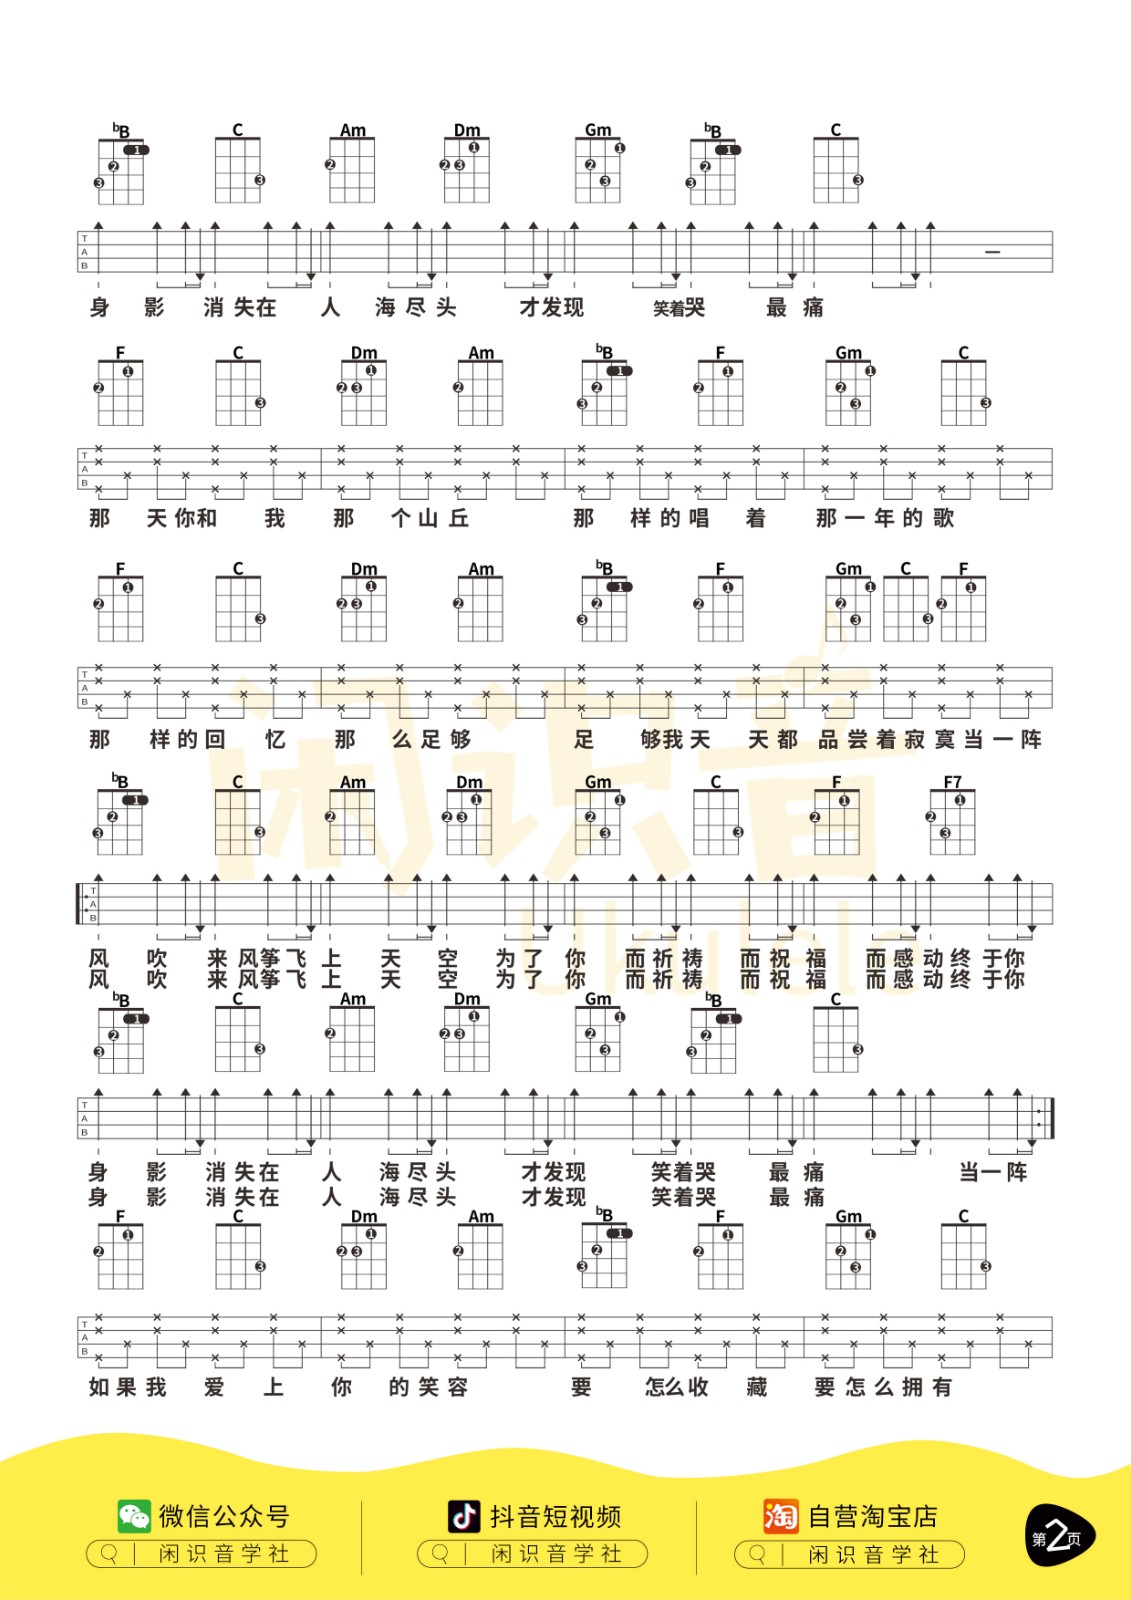 bB C Am Dm Gm bB C
T A B
身 影 消失在 人 海尽头 才发现 笑着哭 最痛
F C Dm Am bB F Gm C
T A B
那 天你和 我 那 个山丘 那 样的唱 着 那一年的歌
F C Dm Am bB F Gm C F
T A B
那 样的回 忆 那 么足够 足 够我天 天都 品尝着寂寞当一阵
bB C Am Dm Gm C F F7
T A B
风 吹 来风筝飞上 天 空 为了你 而祈祷 而祝福 而感动终于你
风 吹 来风筝飞上 天 空 为了你 而祈祷 而祝福 而感动终于你
bB C Am Dm Gm bB C
T A B
身 影 消失在 人 海尽头 才发现 笑着哭 最痛 当一阵
身 影 消失在 人 海尽头 才发现 笑着哭 最痛
F C Dm Am bB F Gm C
T A B
如果我 爱 上 你 的笑容 要 怎么收 藏 要怎么拥有
闲识音
Ukulele
微信公众号 抖音短视频 自营淘宝店
闲识音学社 闲识音学社 闲识音学社
淘
第2页